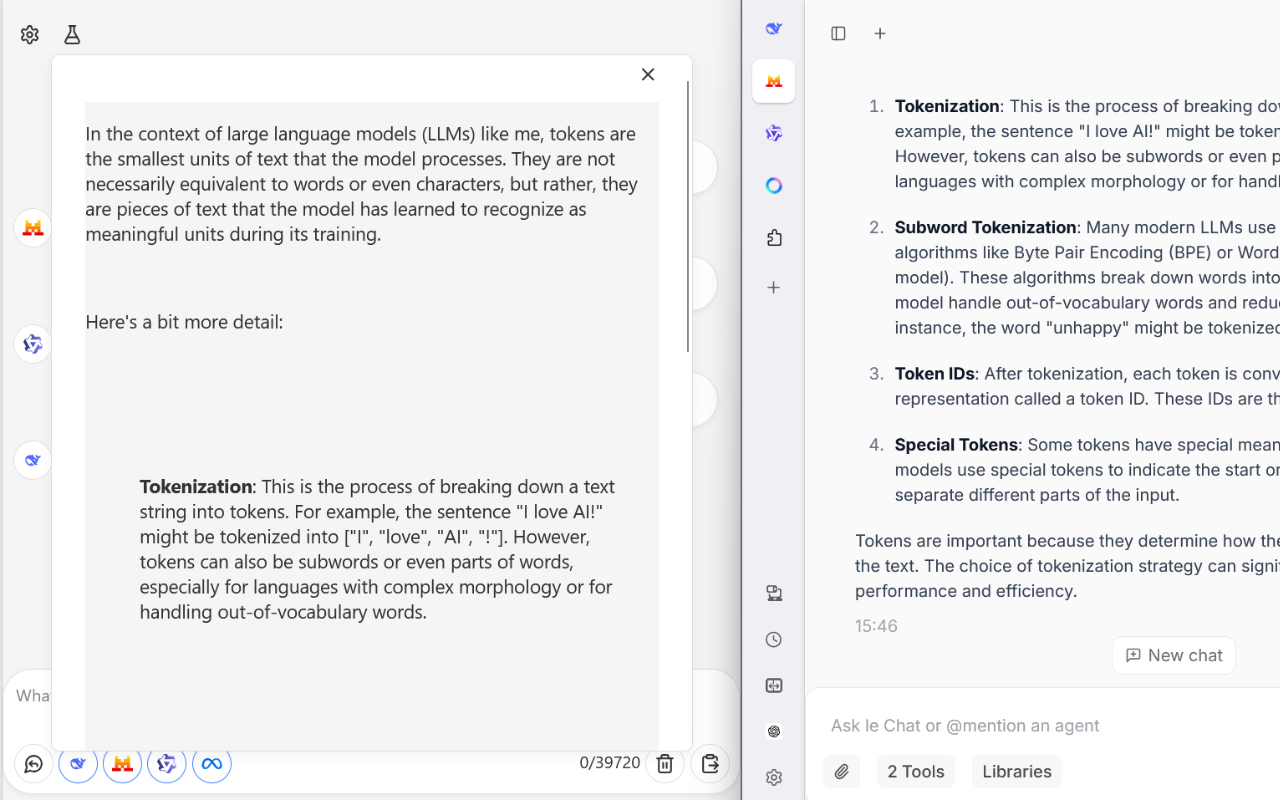 In the context of large language models (LLMs) like me, tokens are
the smallest units of text that the model processes. They are not
necessarily equivalent to words or even characters, but rather, they
are pieces of text that the model has learned to recognize as
meaningful units during its training.
Here's a bit more detail:
Tokenization: This is the process of breaking down a text
string into tokens. For example, the sentence "I love AI!"
might be tokenized into ["I", "love", "AI", "!"]. However,
tokens can also be subwords or even parts of words,
especially for languages with complex morphology or for
handling out-of-vocabulary words.
0/39720
1. Tokenization: This is the process of breaking
example, the sentence "I love AI!" might be
However, tokens can also be subwords or even
languages with complex morphology or for
2. Subword Tokenization: Many modern LLMs use
algorithms like Byte Pair Encoding (BPE) or
model). These algorithms break down words into
model handle out-of-vocabulary words and
instance, the word "unhappy" might be tokenized
3. Token IDs: After tokenization, each token is
representation called a token ID. These IDs are
4. Special Tokens: Some tokens have special
models use special tokens to indicate the start or
separate different parts of the input.
Tokens are important because they determine how the
the text. The choice of tokenization strategy can
performance and efficiency.
15:46
New chat
Ask le Chat or @mention an agent
2 Tools
Libraries